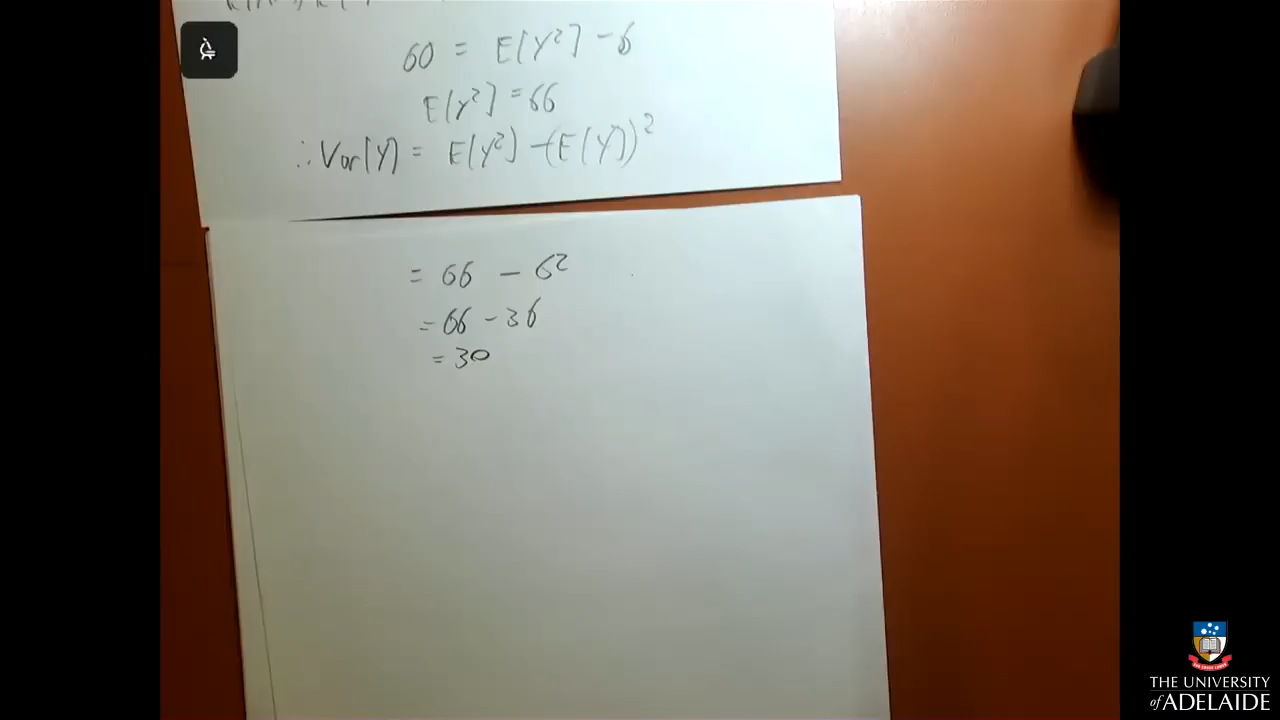 60 = E[Y²] - 6
E[Y²] = 66
∴ Var[Y] = E[Y²] - (E[Y])²
= 66 - 6²
= 66 - 36
= 30
THE UNIVERSITY
of ADELAIDE